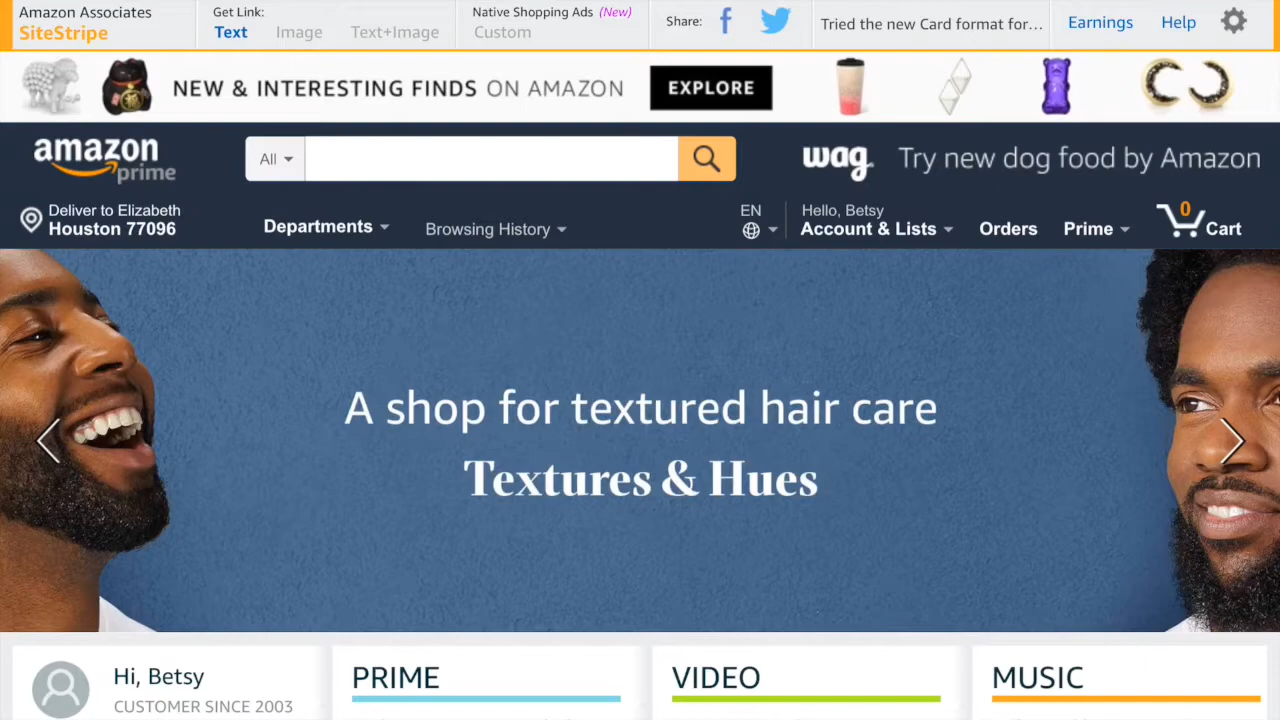 Amazon Associates
SiteStripe
Get Link:
Text Image Text+Image
Native Shopping Ads (New)
Custom
Share:
Tried the new Card format for...
Earnings
Help
NEW & INTERESTING FINDS ON AMAZON
EXPLORE
amazon
prime
All
wag.
Try new dog food by Amazon
Deliver to Elizabeth
Houston 77096
Departments
Browsing History
EN
Hello, Betsy
Account & Lists
Orders
Prime
0
Cart
A shop for textured hair care
Textures & Hues
Hi, Betsy
CUSTOMER SINCE 2003
PRIME
VIDEO
MUSIC